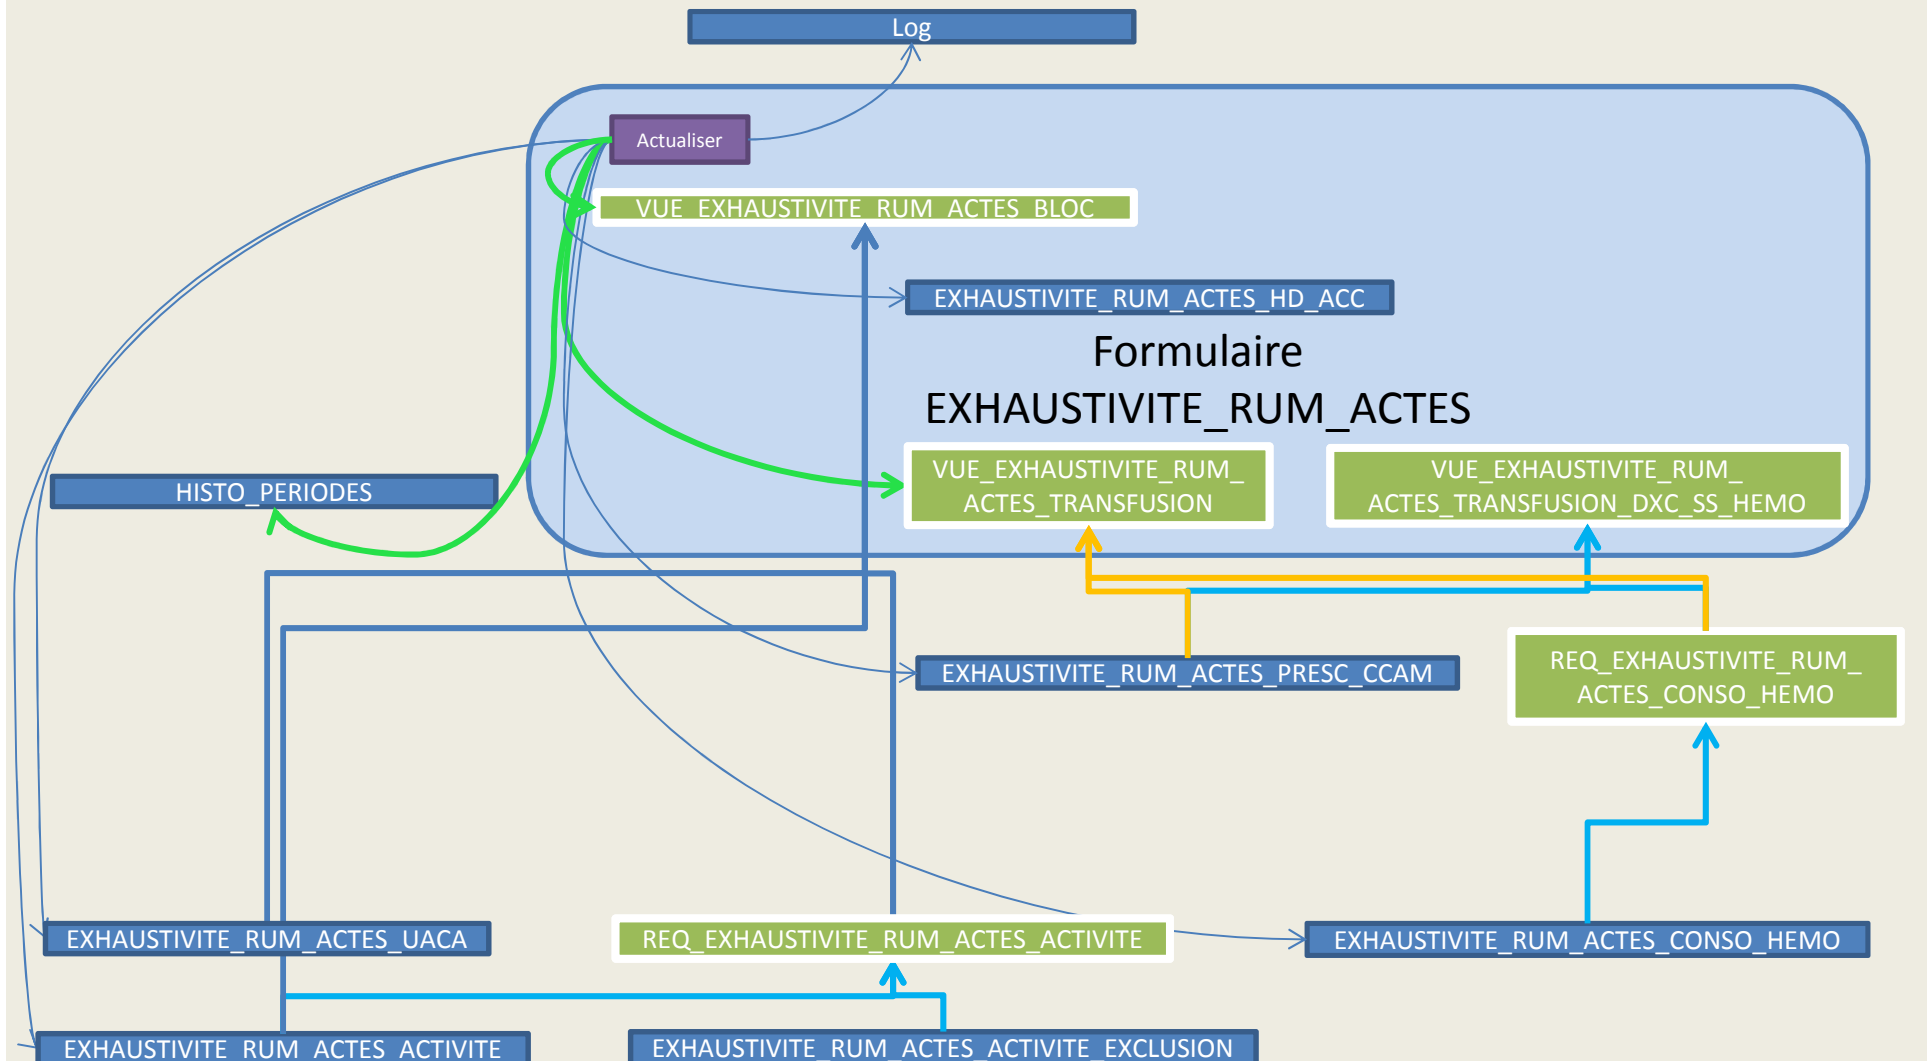 Log
Actualiser
VUE_EXHAUSTIVITE_RUM_ACTES_BLOC
EXHAUSTIVITE_RUM_ACTES_HD_ACC
Formulaire
EXHAUSTIVITE_RUM_ACTES
VUE_EXHAUSTIVITE_RUM_
ACTES_TRANSFUSION
VUE_EXHAUSTIVITE_RUM_
ACTES_TRANSFUSION_DXC_SS_HEMO
HISTO_PERIODES
EXHAUSTIVITE_RUM_ACTES_PRESC_CCAM
REQ_EXHAUSTIVITE_RUM_
ACTES_CONSO_HEMO
EXHAUSTIVITE_RUM_ACTES_UACA
REQ_EXHAUSTIVITE_RUM_ACTES_ACTIVITE
EXHAUSTIVITE_RUM_ACTES_CONSO_HEMO
EXHAUSTIVITE_RUM_ACTES_ACTIVITE
EXHAUSTIVITE_RUM_ACTES_ACTIVITE_EXCLUSION